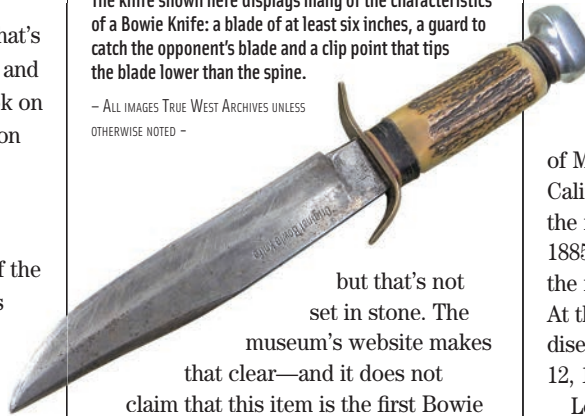 hat's
and
k on
on
f the
s
The knife shown here displays many of the characteristics
of a Bowie Knife: a blade of at least six inches, a guard to
catch the opponent's blade and a clip point that tips
the blade lower than the spine.
– ALL IMAGES TRUE WEST ARCHIVES UNLESS
OTHERWISE NOTED –
Original Bowie Knife
but that's not
set in stone. The
museum's website makes
that clear—and it does not
claim that this item is the first Bowie
of M
Cali
the
1885
the
At th
dise
12, 1
L